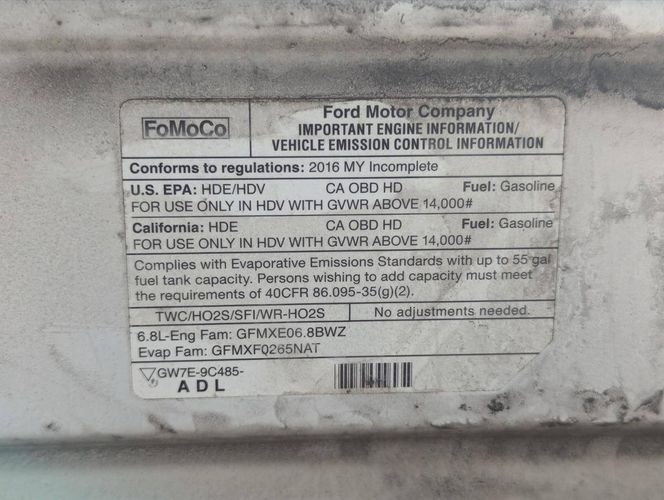 FoMoCo
Ford Motor Company
IMPORTANT ENGINE INFORMATION/
VEHICLE EMISSION CONTROL INFORMATION
Conforms to regulations: 2016 MY Incomplete
U.S. EPA: HDE/HDV CA OBD HD Fuel: Gasoline
FOR USE ONLY IN HDV WITH GVWR ABOVE 14,000#
California: HDE CA OBD HD Fuel: Gasoline
FOR USE ONLY IN HDV WITH GVWR ABOVE 14,000#
Complies with Evaporative Emissions Standards with up to 55 gal
fuel tank capacity. Persons wishing to add capacity must meet
the requirements of 40CFR 86.095-35(g)(2).
TWC/HO2S/SFI/WR-HO2S No adjustments needed.
6.8L-Eng Fam: GFMXE06.8BWZ
Evap Fam: GFMXF0265NAT
GW7E-9C485-
ADL